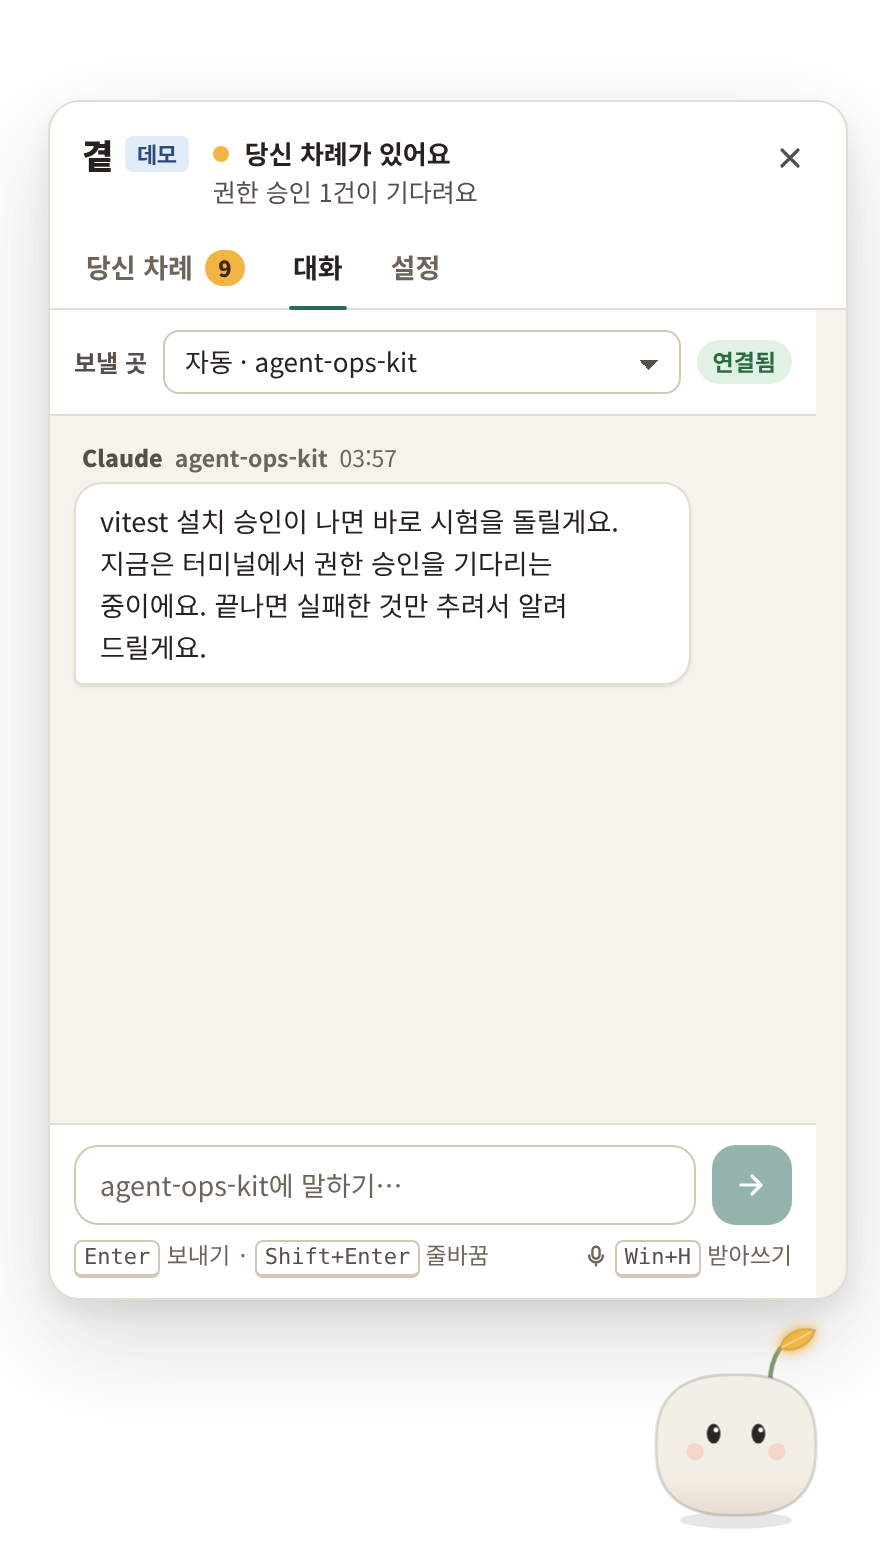 곁 데모 당신 차례가 있어요
권한 승인 1건이 기다려요
당신 차례 9 대화 설정
보낼 곳 자동 · agent-ops-kit 연결됨
Claude agent-ops-kit 03:57
vitest 설치 승인이 나면 바로 시험을 돌릴게요.
지금은 터미널에서 권한 승인을 기다리는
중이에요. 끝나면 실패한 것만 추려서 알려
드릴게요.
agent-ops-kit에 말하기…
Enter 보내기 · Shift+Enter 줄바꿈 Win+H 받아쓰기